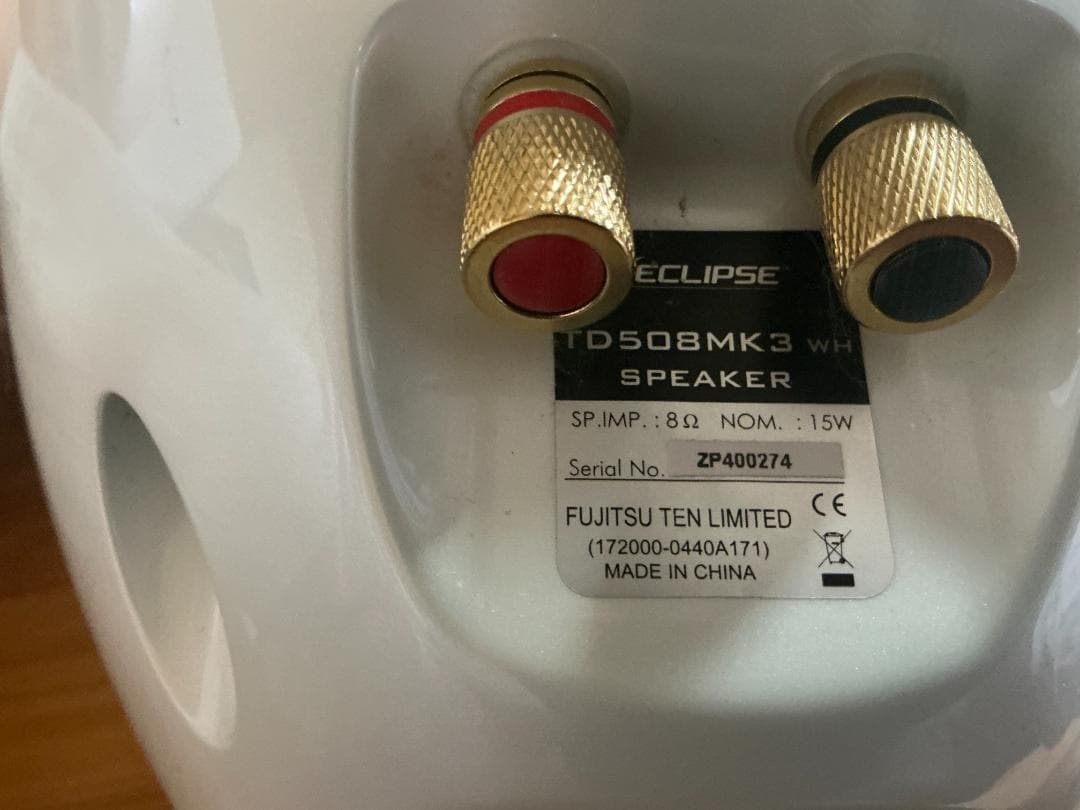 ECLIPSE
TD508MK3 WH
SPEAKER
SP.IMP. : 8Ω NOM. : 15W
Serial No. ZP400274
FUJITSU TEN LIMITED
(172000-0440A171)
MADE IN CHINA
CE